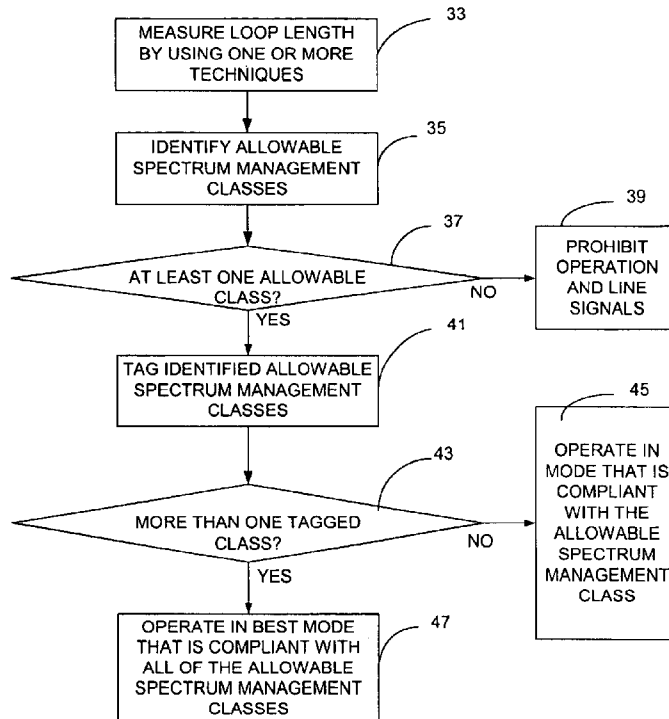 MEASURE LOOP LENGTH
BY USING ONE OR MORE
TECHNIQUES
33
IDENTIFY ALLOWABLE
SPECTRUM MANAGEMENT
CLASSES
35
AT LEAST ONE ALLOWABLE
CLASS?
37
NO
YES
PROHIBIT
OPERATION
AND LINE
SIGNALS
39
TAG IDENTIFIED ALLOWABLE
SPECTRUM MANAGEMENT
CLASSES
41
MORE THAN ONE TAGGED
CLASS?
43
NO
YES
OPERATE IN
MODE THAT IS
COMPLIANT
WITH THE
ALLOWABLE
SPECTRUM
MANAGEMENT
CLASS
45
OPERATE IN BEST MODE
THAT IS COMPLIANT WITH
ALL OF THE ALLOWABLE
SPECTRUM MANAGEMENT
CLASSES
47